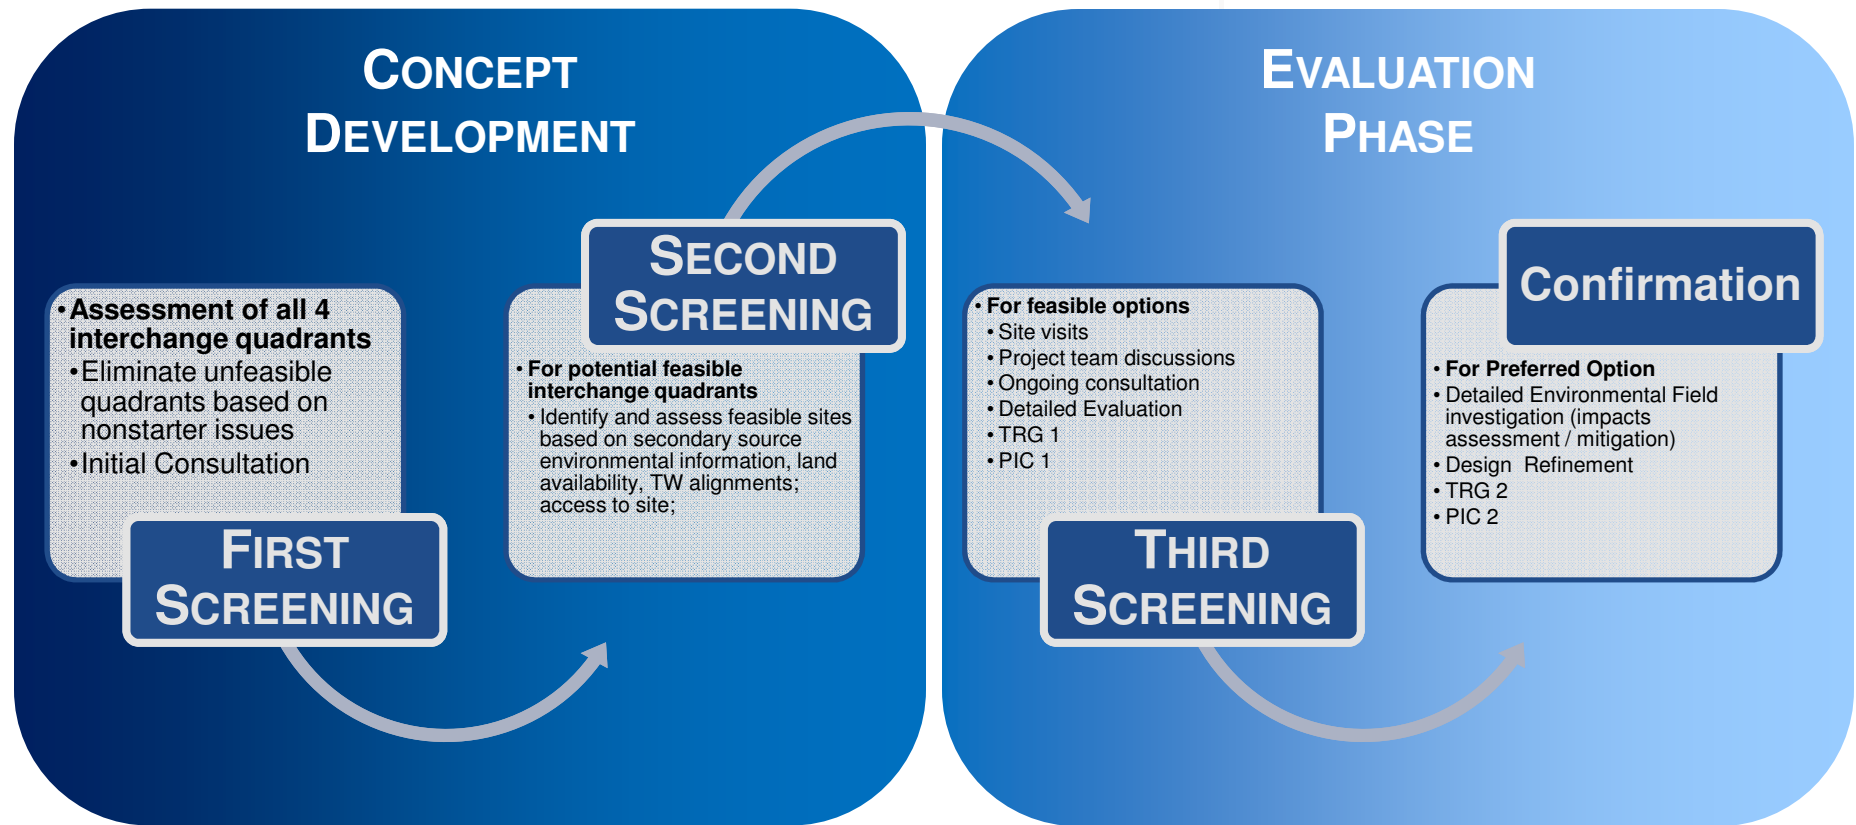 CONCEPT
DEVELOPMENT
• Assessment of all 4
interchange quadrants
• Eliminate unfeasible
quadrants based on
nonstarter issues
• Initial Consultation
FIRST
SCREENING
SECOND
SCREENING
• For potential feasible
interchange quadrants
• Identify and assess feasible sites
based on secondary source
environmental information, land
availability, TW alignments;
access to site;
EVALUATION
PHASE
• For feasible options
• Site visits
• Project team discussions
• Ongoing consultation
• Detailed Evaluation
• TRG 1
• PIC 1
THIRD
SCREENING
Confirmation
• For Preferred Option
• Detailed Environmental Field
investigation (impacts
assessment / mitigation)
• Design Refinement
• TRG 2
• PIC 2